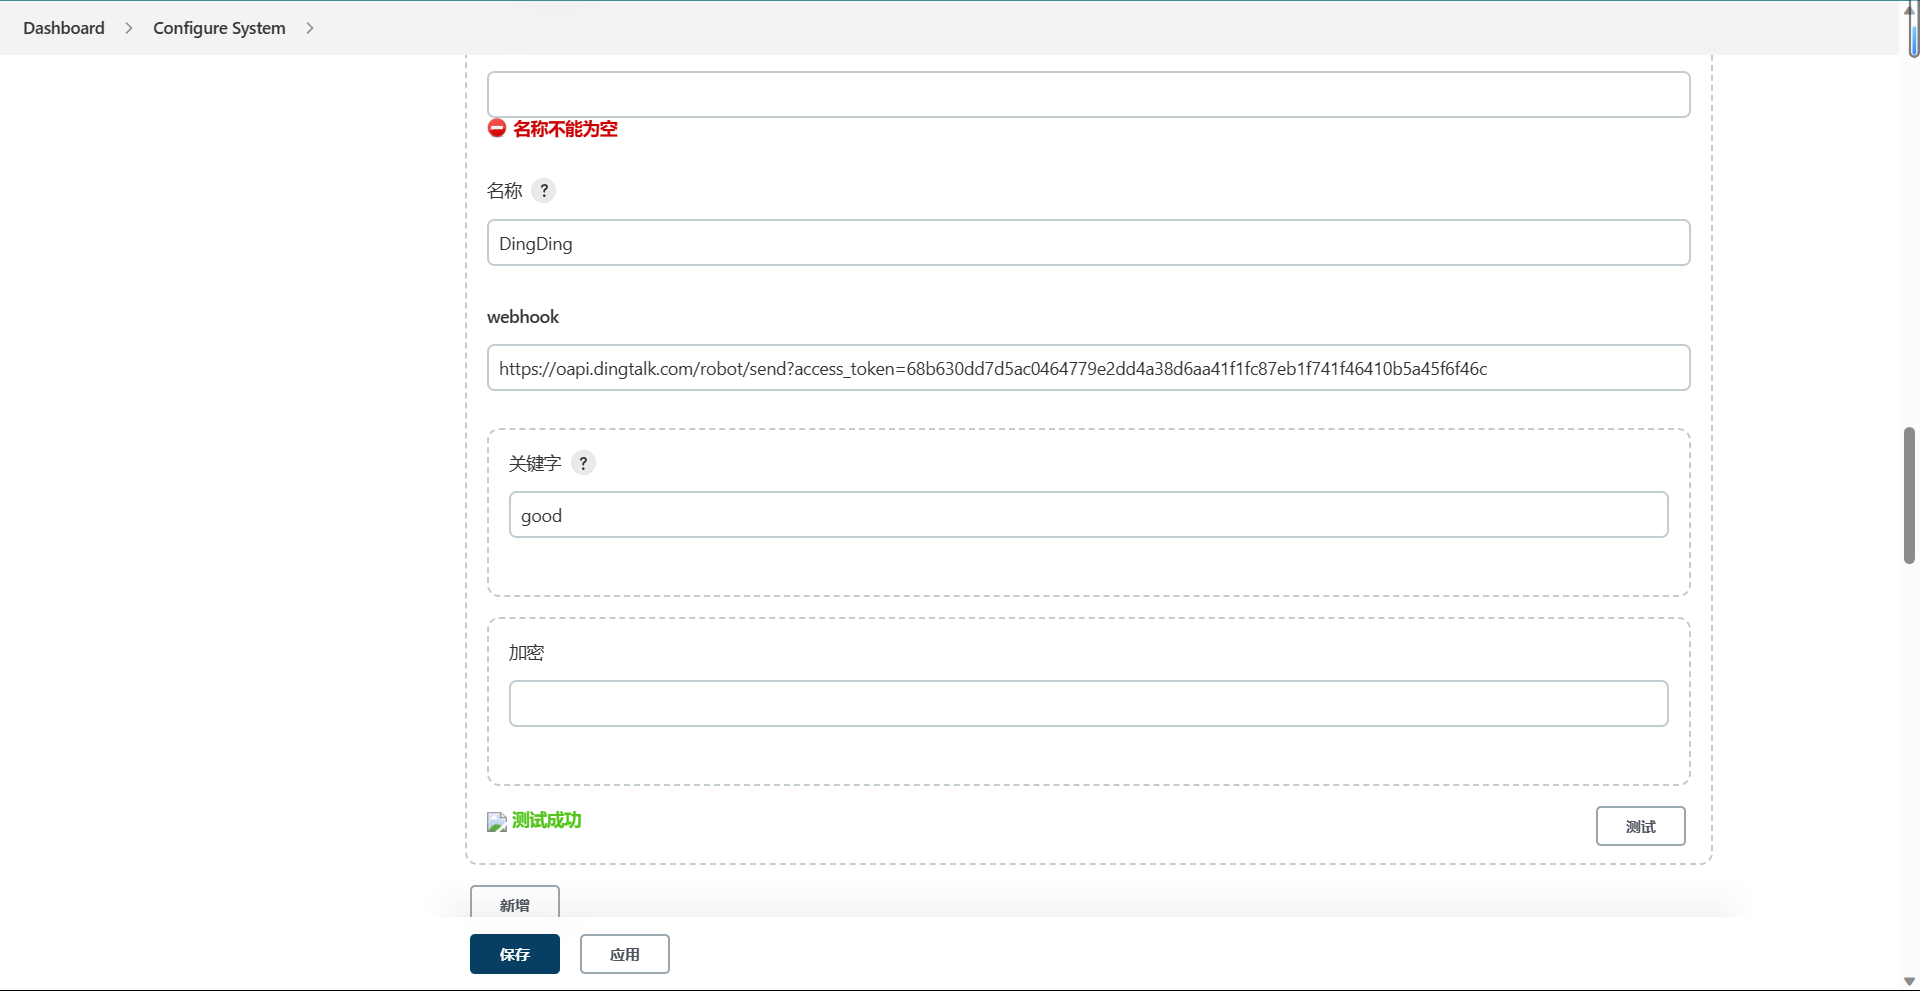 Dashboard > Configure System >
名称不能为空
名称 ?
DingDing
webhook
https://oapi.dingtalk.com/robot/send?access_token=68b630dd7d5ac0464779e2dd4a38d6aa41f1fc87eb1f741f46410b5a45f6f46c
关键字 ?
good
加密
测试成功
测试
新增
保存
应用